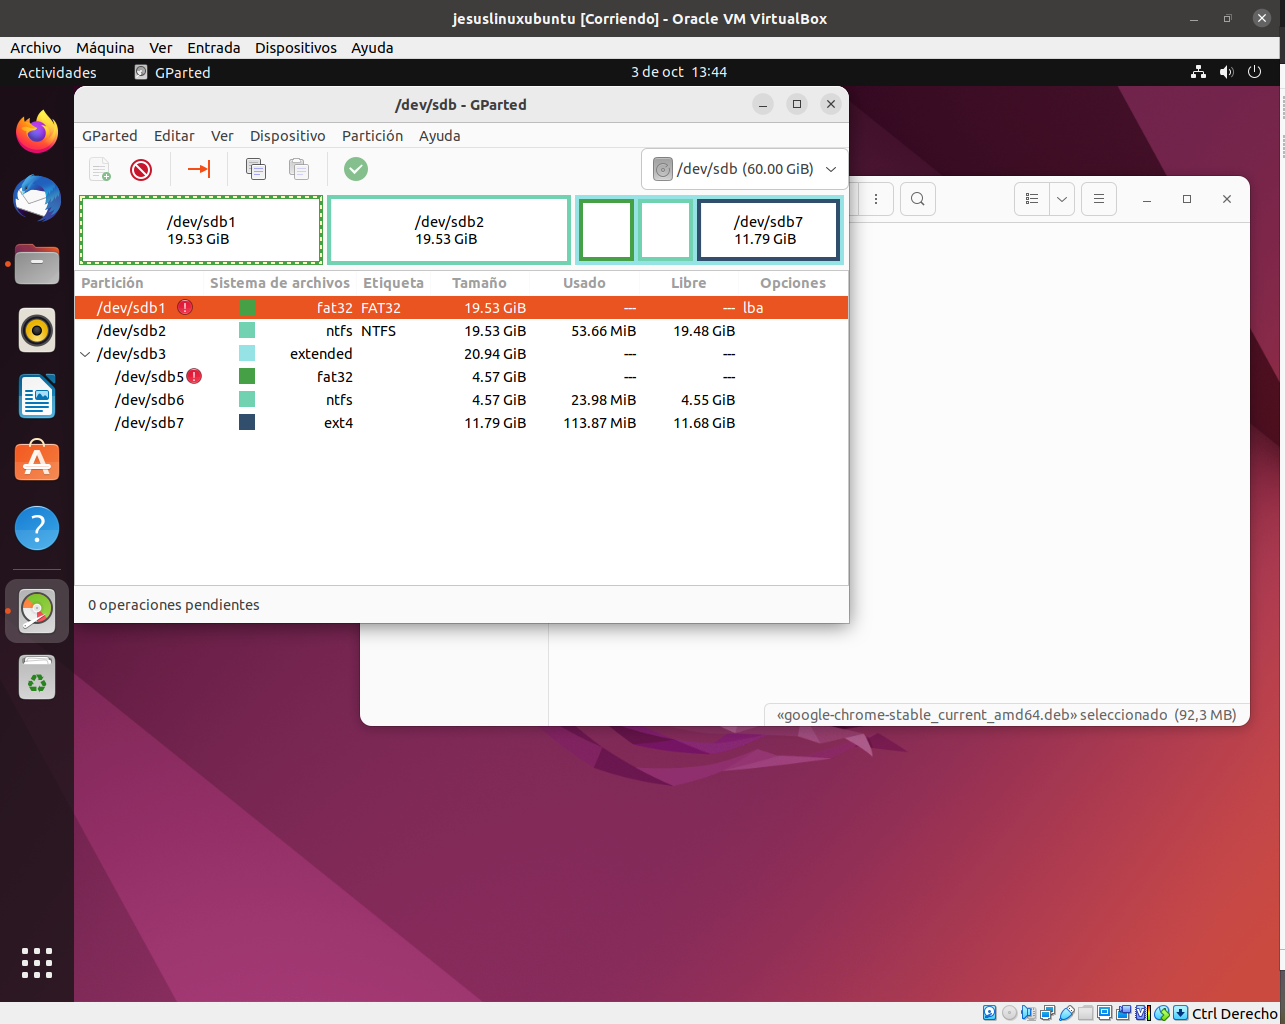 jesuslinuxubuntu [Corriendo] - Oracle VM VirtualBox
Archivo Máquina Ver Entrada Dispositivos Ayuda
Actividades GParted 3 de oct 13:44
/dev/sdb - GParted
GParted Editar Ver Dispositivo Partición Ayuda
/dev/sdb (60.00 GiB)
/dev/sdb1 /dev/sdb2 /dev/sdb7
19.53 GiB 19.53 GiB 11.79 GiB
Partición Sistema de archivos Etiqueta Tamaño Usado Libre Opciones
/dev/sdb1 fat32 FAT32 19.53 GiB --- --- lba
/dev/sdb2 ntfs NTFS 19.53 GiB 53.66 MiB 19.48 GiB
/dev/sdb3 extended 20.94 GiB --- ---
/dev/sdb5 fat32 4.57 GiB --- ---
/dev/sdb6 ntfs 4.57 GiB 23.98 MiB 4.55 GiB
/dev/sdb7 ext4 11.79 GiB 113.87 MiB 11.68 GiB
0 operaciones pendientes
«google-chrome-stable_current_amd64.deb» seleccionado (92,3 MB)
Ctrl Derecho